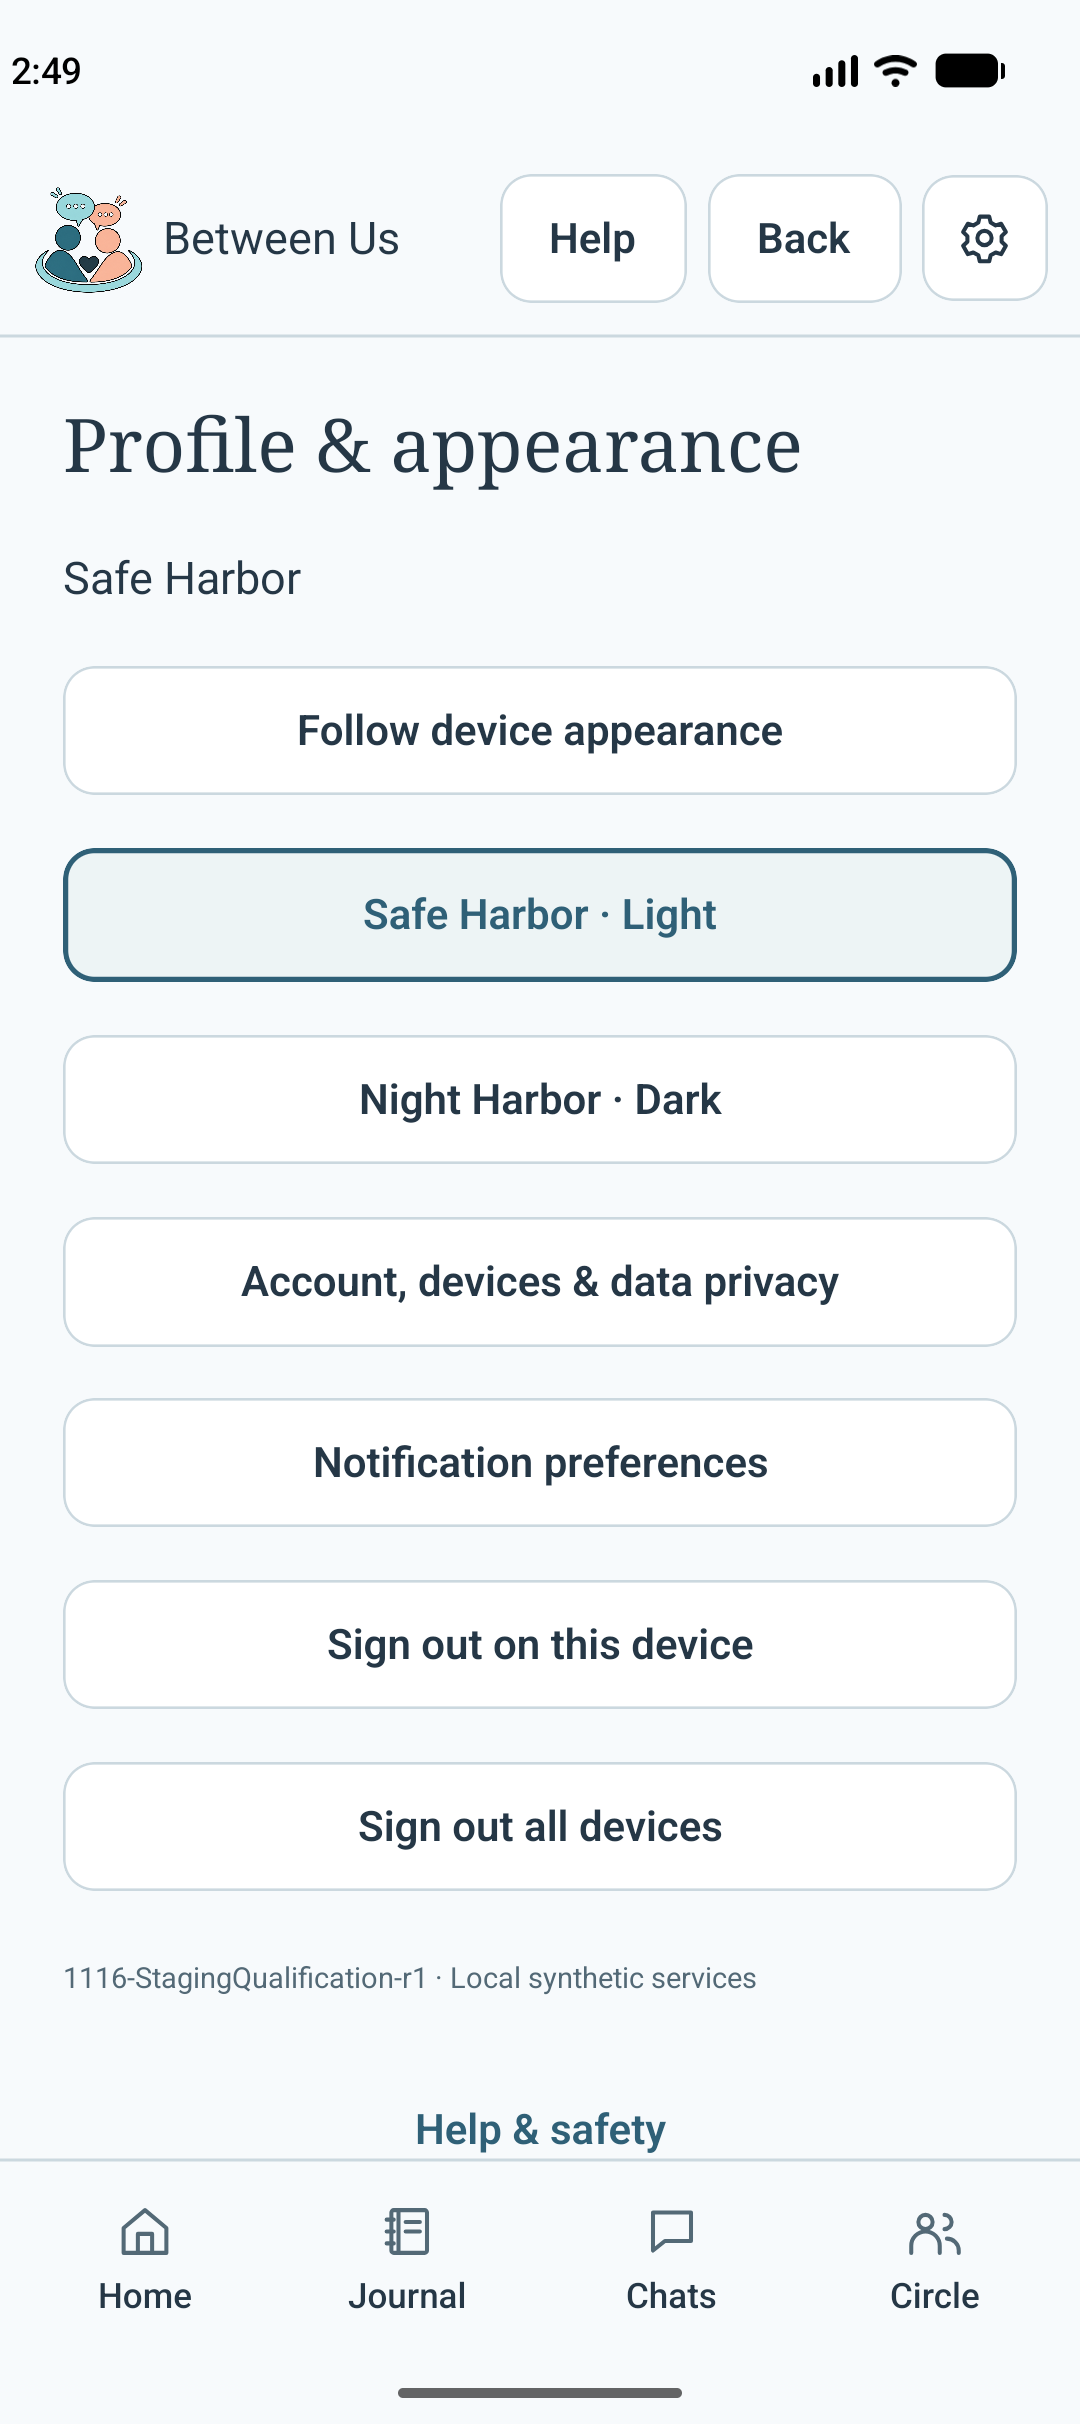 2:49
Between Us
Help
Back
Profile & appearance
Safe Harbor
Follow device appearance
Safe Harbor · Light
Night Harbor · Dark
Account, devices & data privacy
Notification preferences
Sign out on this device
Sign out all devices
1116-StagingQualification-r1 · Local synthetic services
Help & safety
Home
Journal
Chats
Circle